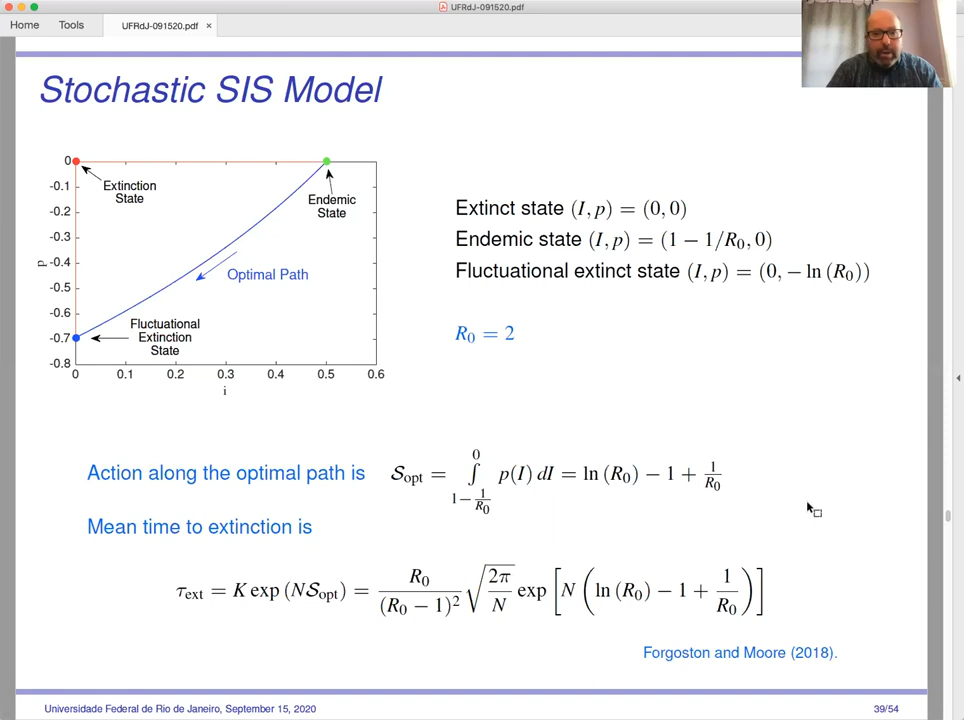 UFRdJ-091520.pdf
Home Tools UFRdJ-091520.pdf ×
Stochastic SIS Model
0
-0.1
-0.2
-0.3
-0.4
-0.5
-0.6
-0.7
-0.8
p
Extinction
State
Endemic
State
Optimal Path
Fluctuational
Extinction
State
0 0.1 0.2 0.3 0.4 0.5 0.6
i
Extinct state (I, p) = (0, 0)
Endemic state (I, p) = (1 − 1/R₀, 0)
Fluctuational extinct state (I, p) = (0, − ln (R₀))
R₀ = 2
Action along the optimal path is S_opt = ∫_{1−1/R₀}^{0} p(I) dI = ln (R₀) − 1 + 1/R₀
Mean time to extinction is
τ_ext = K exp (NS_opt) = R₀/(R₀ − 1)² √(2π/N) exp [N (ln (R₀) − 1 + 1/R₀)]
Forgoston and Moore (2018).
Universidade Federal de Rio de Janeiro, September 15, 2020
39/54